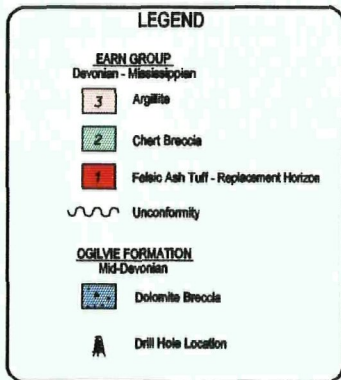 LEGEND
EARN GROUP
Devonian - Mississippian
3 Argillite
2 Chert Breccia
1 Felsic Ash Tuff - Replacement Horizon
Unconformity
OGILVIE FORMATION
Mid-Devonian
Dolomite Breccia
Drill Hole Location